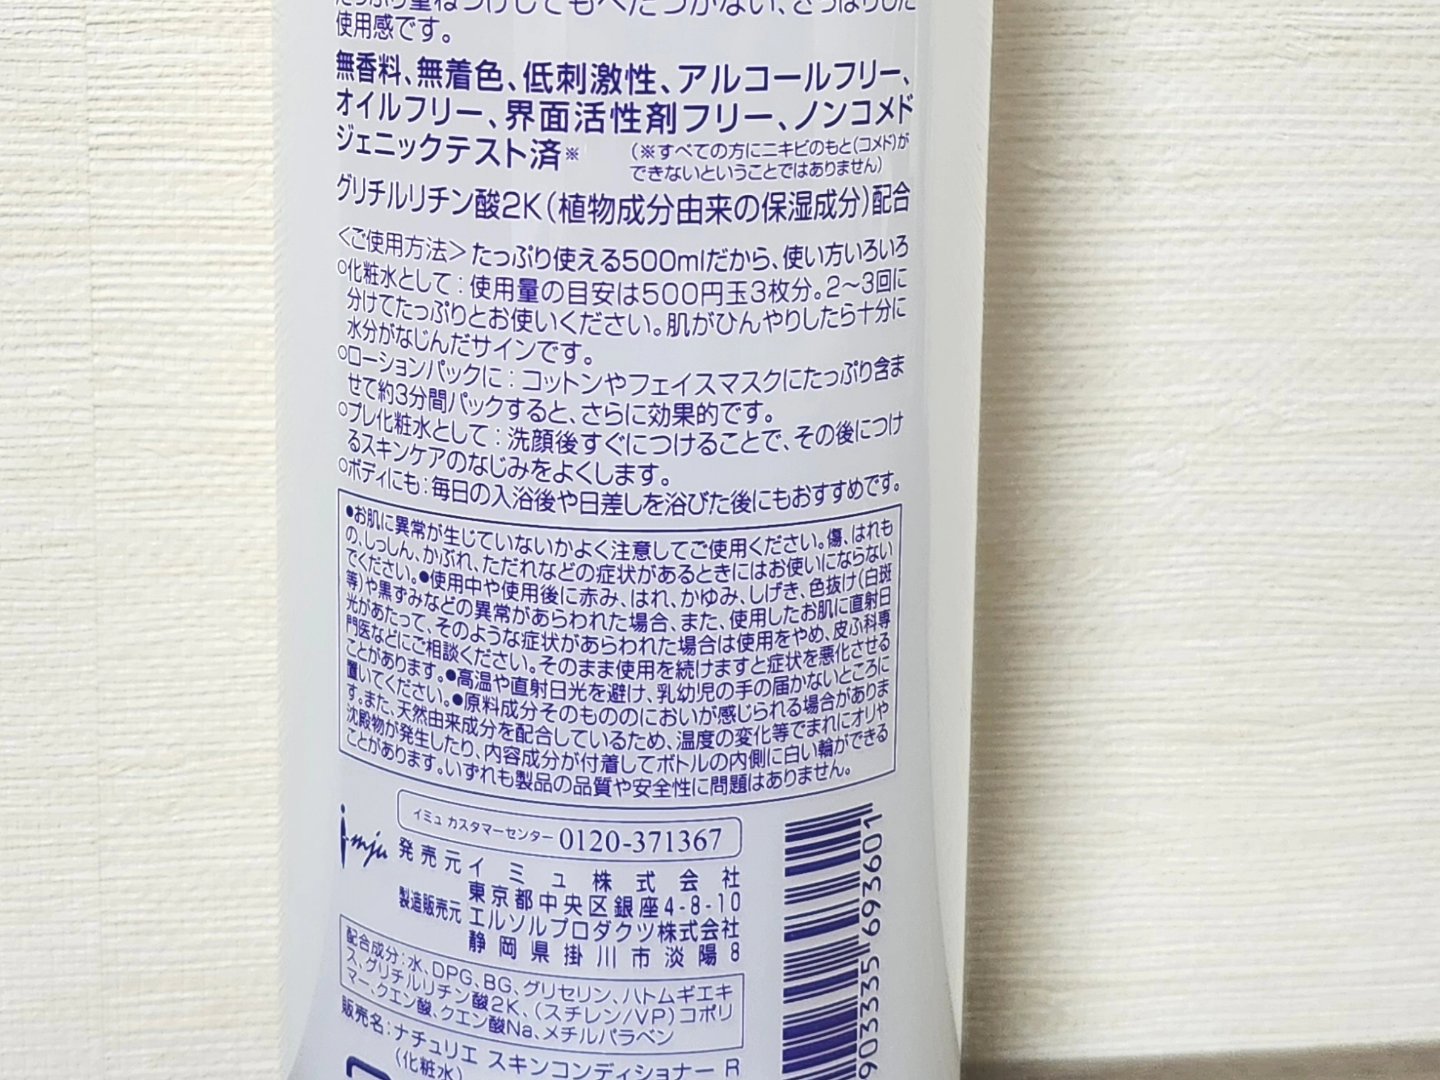 たっぷり重ねづけしてもべたつかない、さっぱりした
使用感です。
無香料、無着色、低刺激性、アルコールフリー、
オイルフリー、界面活性剤フリー、ノンコメド
ジェニックテスト済※
（※すべての方にニキビのもと（コメド）が
できないということではありません）
グリチルリチン酸2K（植物成分由来の保湿成分）配合
＜ご使用方法＞たっぷり使える500mlだから、使い方いろいろ
○化粧水として：使用量の目安は500円玉3枚分。2～3回に
分けてたっぷりとお使いください。肌がひんやりしたら十分に
水分がなじんだサインです。
○ローションパックに：コットンやフェイスマスクにたっぷり含ま
せて約3分間パックすると、さらに効果的です。
○プレ化粧水として：洗顔後すぐにつけることで、その後につけ
るスキンケアのなじみをよくします。
○ボディにも：毎日の入浴後や日差しを浴びた後にもおすすめです。
●お肌に異常が生じていないかよく注意してご使用ください。傷、はれも
の、しっしん、かぶれ、ただれなどの症状があるときにはお使いにならない
でください。●使用中や使用後に赤み、はれ、かゆみ、しげき、色抜け（白斑
等）や黒ずみなどの異常があらわれた場合、また、使用したお肌に直射日
光があたって、そのような症状があらわれた場合は使用をやめ、皮ふ科専
門医などにご相談ください。そのまま使用を続けますと症状を悪化させる
ことがあります。●高温や直射日光を避け、乳幼児の手の届かないところに
置いてください。●原料成分そのもののにおいが感じられる場合がありま
す。また、天然由来成分を配合しているため、温度の変化等でまれにオリや
沈殿物が発生したり、内容成分が付着してボトルの内側に白い輪ができる
ことがあります。いずれも製品の品質や安全性に問題はありません。
イミュ カスタマーセンター 0120-371367
i-mju
発売元 イミュ株式会社
東京都中央区銀座4-8-10
製造販売元 エルソルプロダクツ株式会社
静岡県掛川市淡陽8
配合成分：水、DPG、BG、グリセリン、ハトムギエキ
ス、グリチルリチン酸2K、（スチレン/VP）コポリ
マー、クエン酸、クエン酸Na、メチルパラベン
販売名：ナチュリエ スキンコンディショナー R
（化粧水）
903335 693601